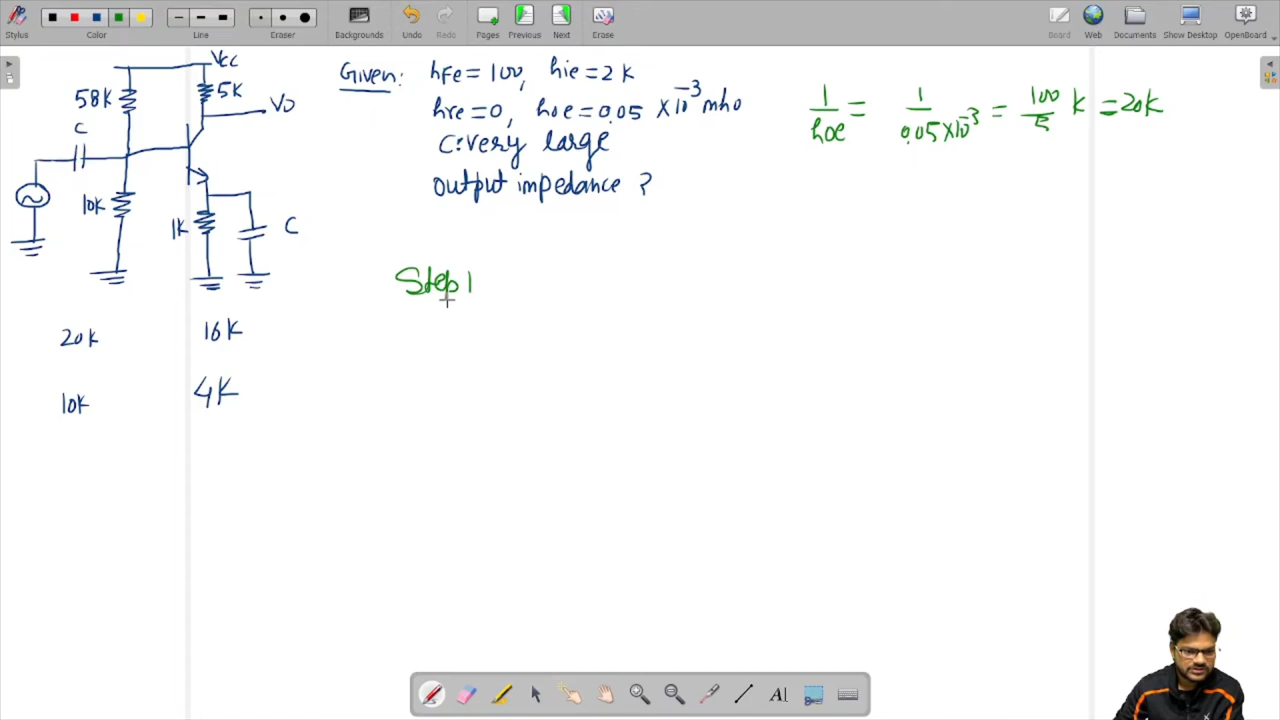 Stylus
Color
Line
Eraser
Backgrounds
Undo
Redo
Pages
Previous
Next
Erase
Board
Web
Documents
Show Desktop
OpenBoard
VCC
58K
5K
VO
C
10K
1K
C
20K
16K
10K
4K
Given: hFe = 100, hie = 2 K
hre = 0, hoe = 0.05 × 10⁻³ mho
C: very large
output impedance ?
1/hoe = 1/0.05×10⁻³ = 100/5 K = 20K
Step 1
A